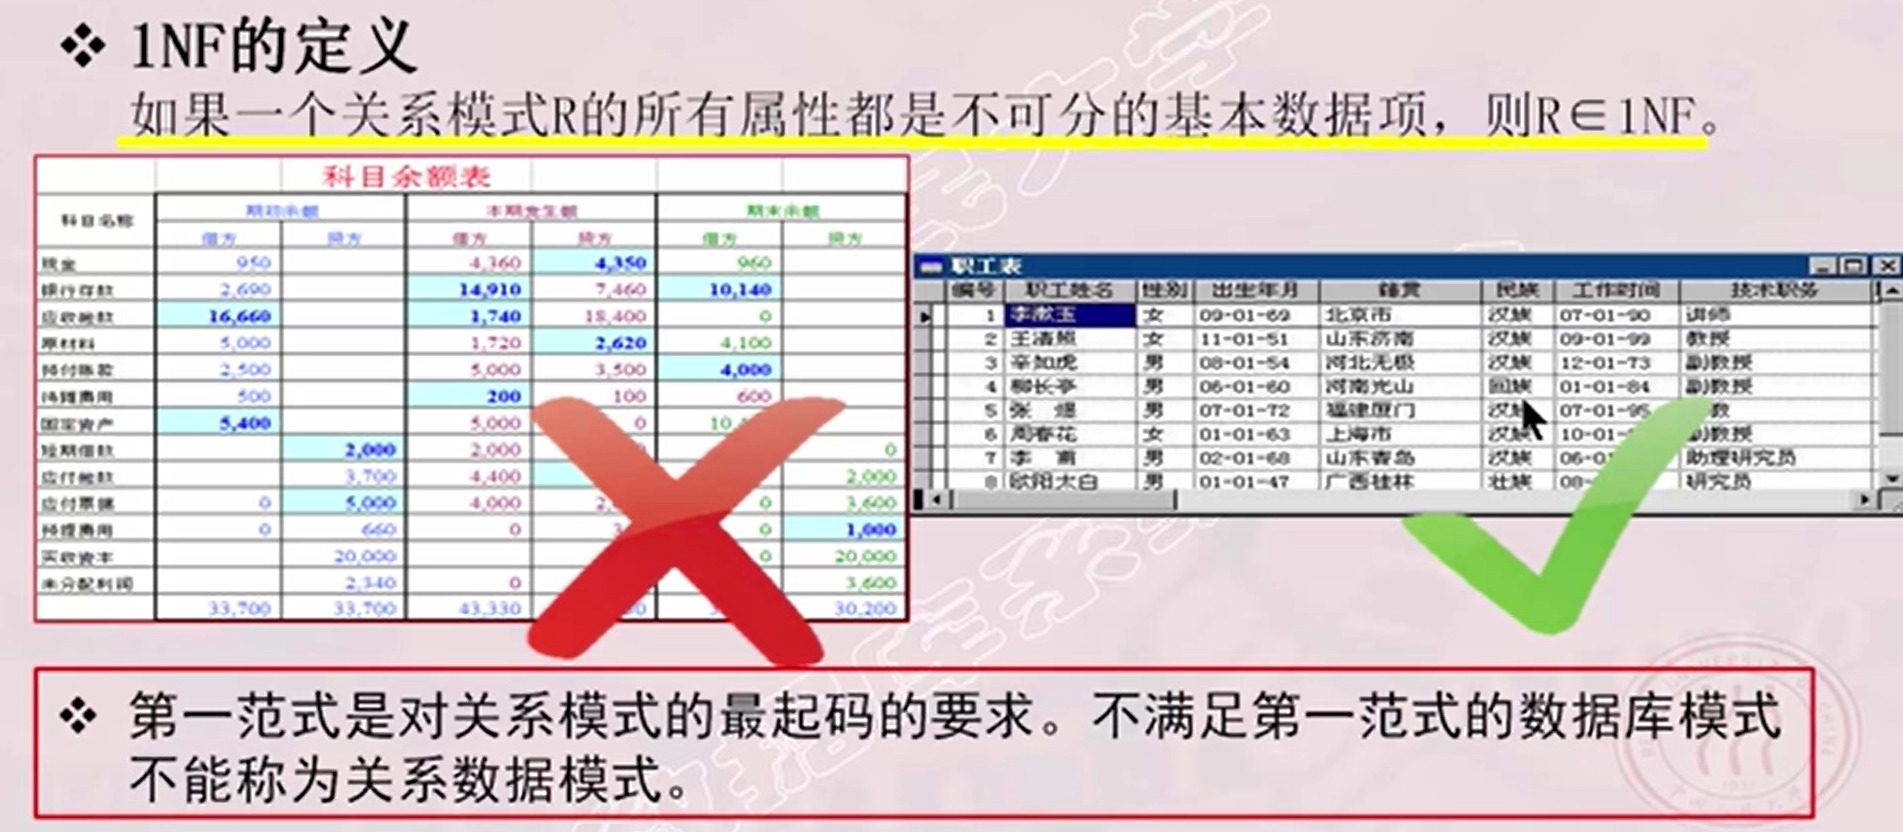 ❖ 1NF的定义
如果一个关系模式R的所有属性都是不可分的基本数据项，则R∈1NF。
科目余额表
科目名称 期初余额 本期发生额 期末余额
借方 贷方 借方 贷方 借方 贷方
现金 950 4,360 4,350 960
银行存款 2,690 14,910 7,460 10,140
应收帐款 16,660 1,740 18,400 0
原材料 5,000 1,720 2,620 4,100
待付账款 2,500 5,000 3,500 4,000
待摊费用 500 200 100 600
固定资产 5,400 5,000 0
短期借款 2,000 2,000 0
应付帐款 3,700 4,400 2,000
应付票据 0 5,000 4,000 0 3,600
预提费用 0 660 0 0 1,000
实收资本 20,000 0 20,000
未分配利润 2,340 0 3,600
33,700 33,700 43,330 30,200
职工表
编号 职工姓名 性别 出生年月 籍贯 民族 工作时间 技术职务
1 李漱玉 女 09-01-69 北京市 汉族 07-01-90 讲师
2 王清照 女 11-01-51 山东济南 汉族 09-01-99 教授
3 辛如虎 男 08-01-54 河北无极 汉族 12-01-73 副教授
4 柳长亭 男 06-01-60 河南光山 回族 01-01-84 副教授
5 张 煜 男 07-01-72 福建厦门 07-01-95
6 周春花 女 01-01-63 上海市 汉族 10-01- 副教授
7 李 甫 男 02-01-68 山东青岛 汉族 06-0 助理研究员
8 欧阳太白 男 01-01-47 广西桂林 壮族 08- 研究员
❖ 第一范式是对关系模式的最起码的要求。不满足第一范式的数据库模式
不能称为关系数据模式。